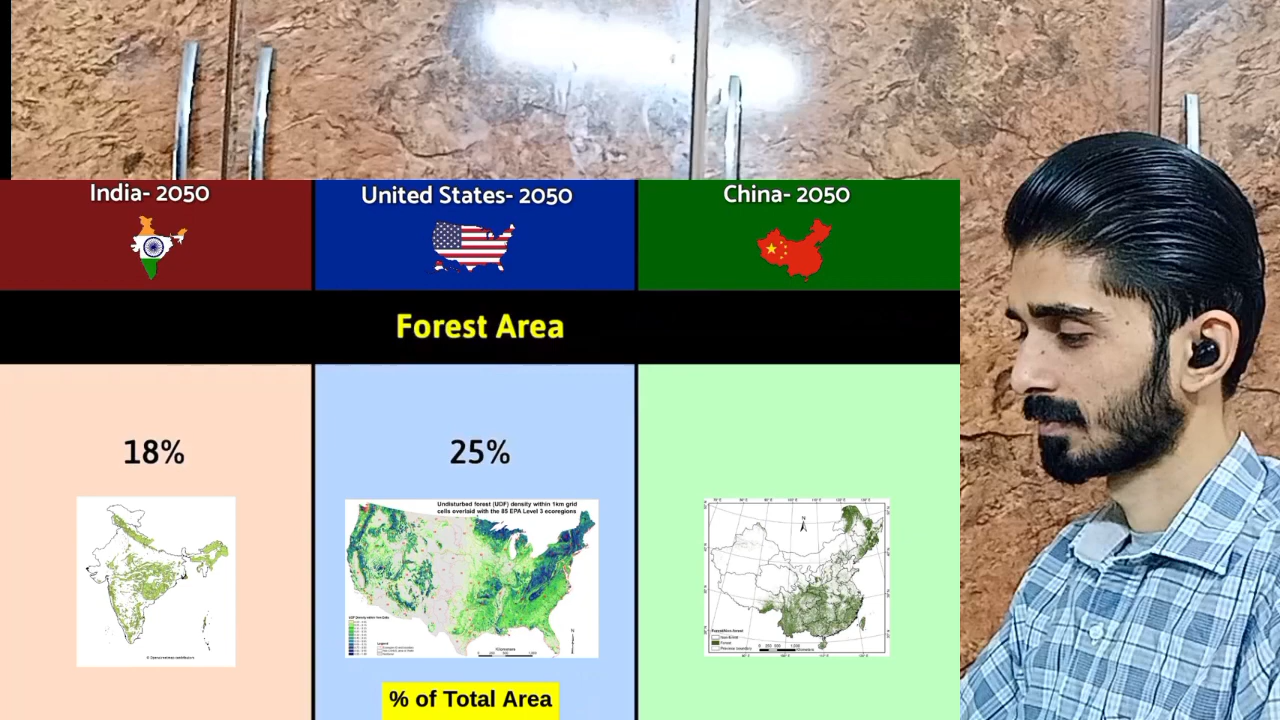 India- 2050
United States- 2050
China- 2050
Forest Area
18%
25%
Undisturbed forest (UDF) density within 1km grid
cells overlaid with the 85 EPA Level 3 ecoregions
N
N
% of Total Area